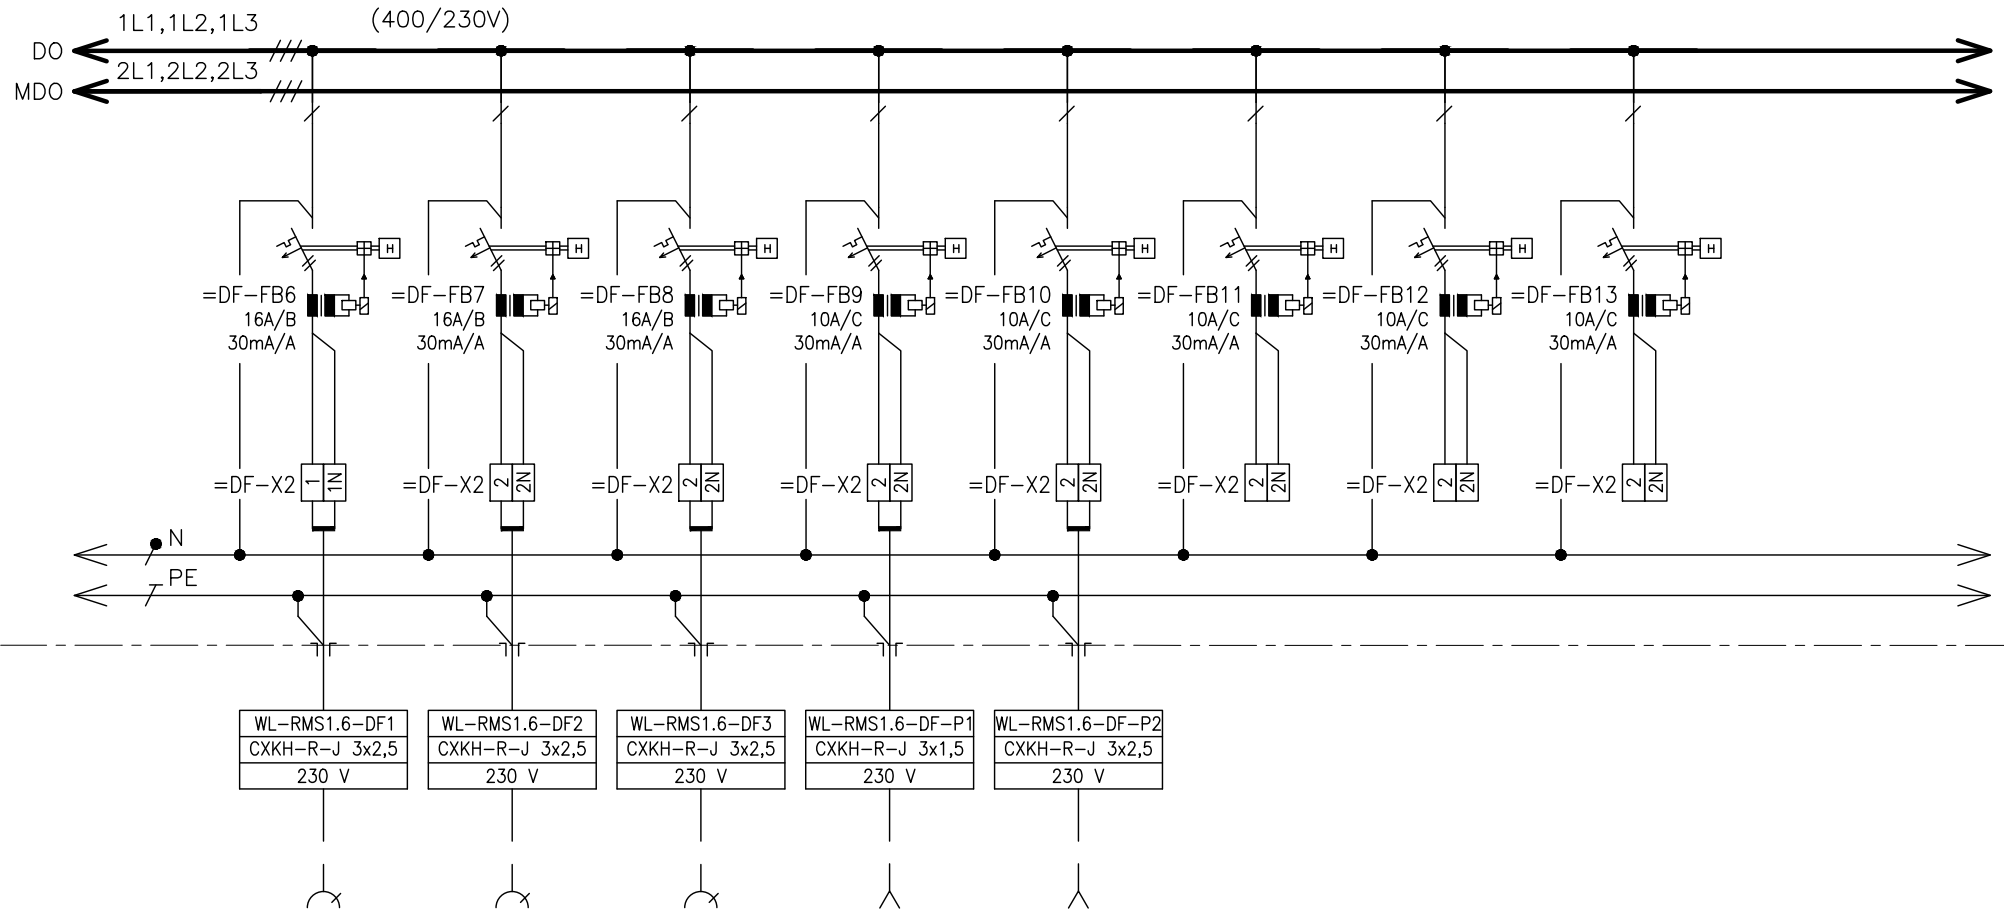 1L1,1L2,1L3 (400/230V)
DO
2L1,2L2,2L3
MDO
H H H H H H H H
=DF-FB6 =DF-FB7 =DF-FB8 =DF-FB9 =DF-FB10 =DF-FB11 =DF-FB12 =DF-FB13
16A/B 16A/B 16A/B 10A/C 10A/C 10A/C 10A/C 10A/C
30mA/A 30mA/A 30mA/A 30mA/A 30mA/A 30mA/A 30mA/A 30mA/A
=DF-X2 1 1N =DF-X2 2 2N =DF-X2 2 2N =DF-X2 2 2N =DF-X2 2 2N =DF-X2 2 2N =DF-X2 2 2N =DF-X2 2 2N
N
PE
WL-RMS1.6-DF1 WL-RMS1.6-DF2 WL-RMS1.6-DF3 WL-RMS1.6-DF-P1 WL-RMS1.6-DF-P2
CXKH-R-J 3x2,5 CXKH-R-J 3x2,5 CXKH-R-J 3x2,5 CXKH-R-J 3x1,5 CXKH-R-J 3x2,5
230 V 230 V 230 V 230 V 230 V